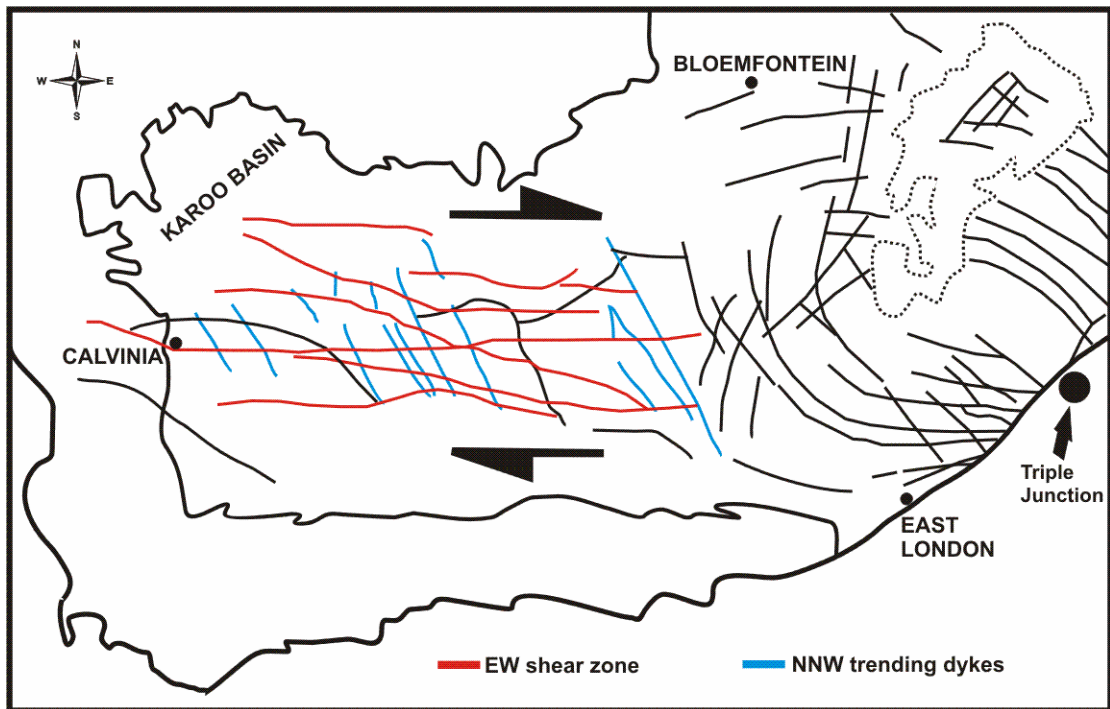 N
W E
S
BLOEMFONTEIN
KAROO BASIN
CALVINIA
Triple
Junction
EAST
LONDON
EW shear zone
NNW trending dykes